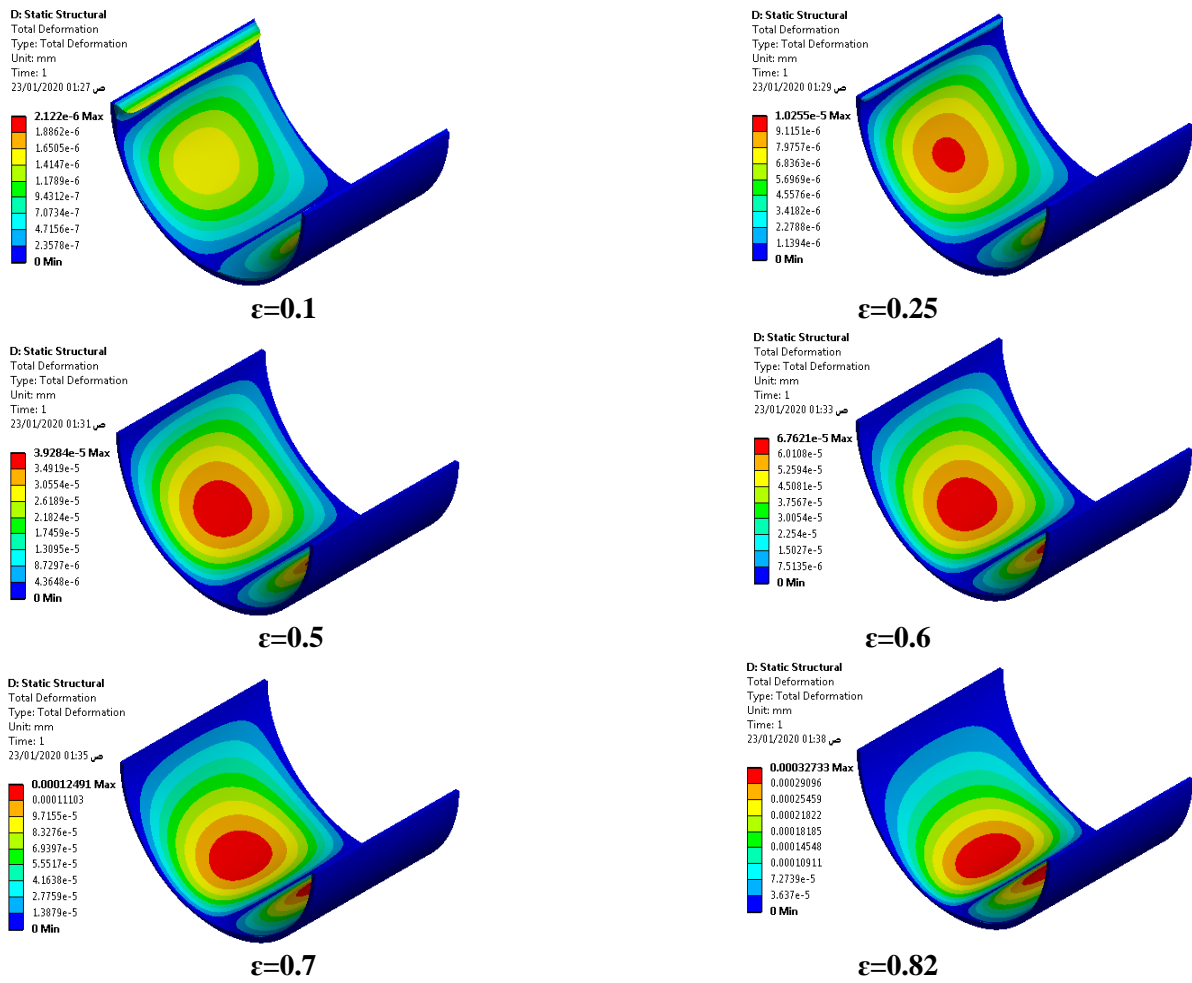 D: Static Structural
Total Deformation
Type: Total Deformation
Unit: mm
Time: 1
23/01/2020 01:27 ص
2.122e-6 Max
1.8862e-6
1.6505e-6
1.4147e-6
1.1789e-6
9.4312e-7
7.0734e-7
4.7156e-7
2.3578e-7
0 Min
ε=0.1
D: Static Structural
Total Deformation
Type: Total Deformation
Unit: mm
Time: 1
23/01/2020 01:29 ص
1.0255e-5 Max
9.1151e-6
7.9757e-6
6.8363e-6
5.6969e-6
4.5576e-6
3.4182e-6
2.2788e-6
1.1394e-6
0 Min
ε=0.25
D: Static Structural
Total Deformation
Type: Total Deformation
Unit: mm
Time: 1
23/01/2020 01:31 ص
3.9284e-5 Max
3.4919e-5
3.0554e-5
2.6189e-5
2.1824e-5
1.7459e-5
1.3095e-5
8.7297e-6
4.3648e-6
0 Min
ε=0.5
D: Static Structural
Total Deformation
Type: Total Deformation
Unit: mm
Time: 1
23/01/2020 01:33 ص
6.7621e-5 Max
6.0108e-5
5.2594e-5
4.5081e-5
3.7567e-5
3.0054e-5
2.254e-5
1.5027e-5
7.5135e-6
0 Min
ε=0.6
D: Static Structural
Total Deformation
Type: Total Deformation
Unit: mm
Time: 1
23/01/2020 01:35 ص
0.00012491 Max
0.00011103
9.7155e-5
8.3276e-5
6.9397e-5
5.5517e-5
4.1638e-5
2.7759e-5
1.3879e-5
0 Min
ε=0.7
D: Static Structural
Total Deformation
Type: Total Deformation
Unit: mm
Time: 1
23/01/2020 01:38 ص
0.00032733 Max
0.00029096
0.00025459
0.00021822
0.00018185
0.00014548
0.00010911
7.2739e-5
3.637e-5
0 Min
ε=0.82